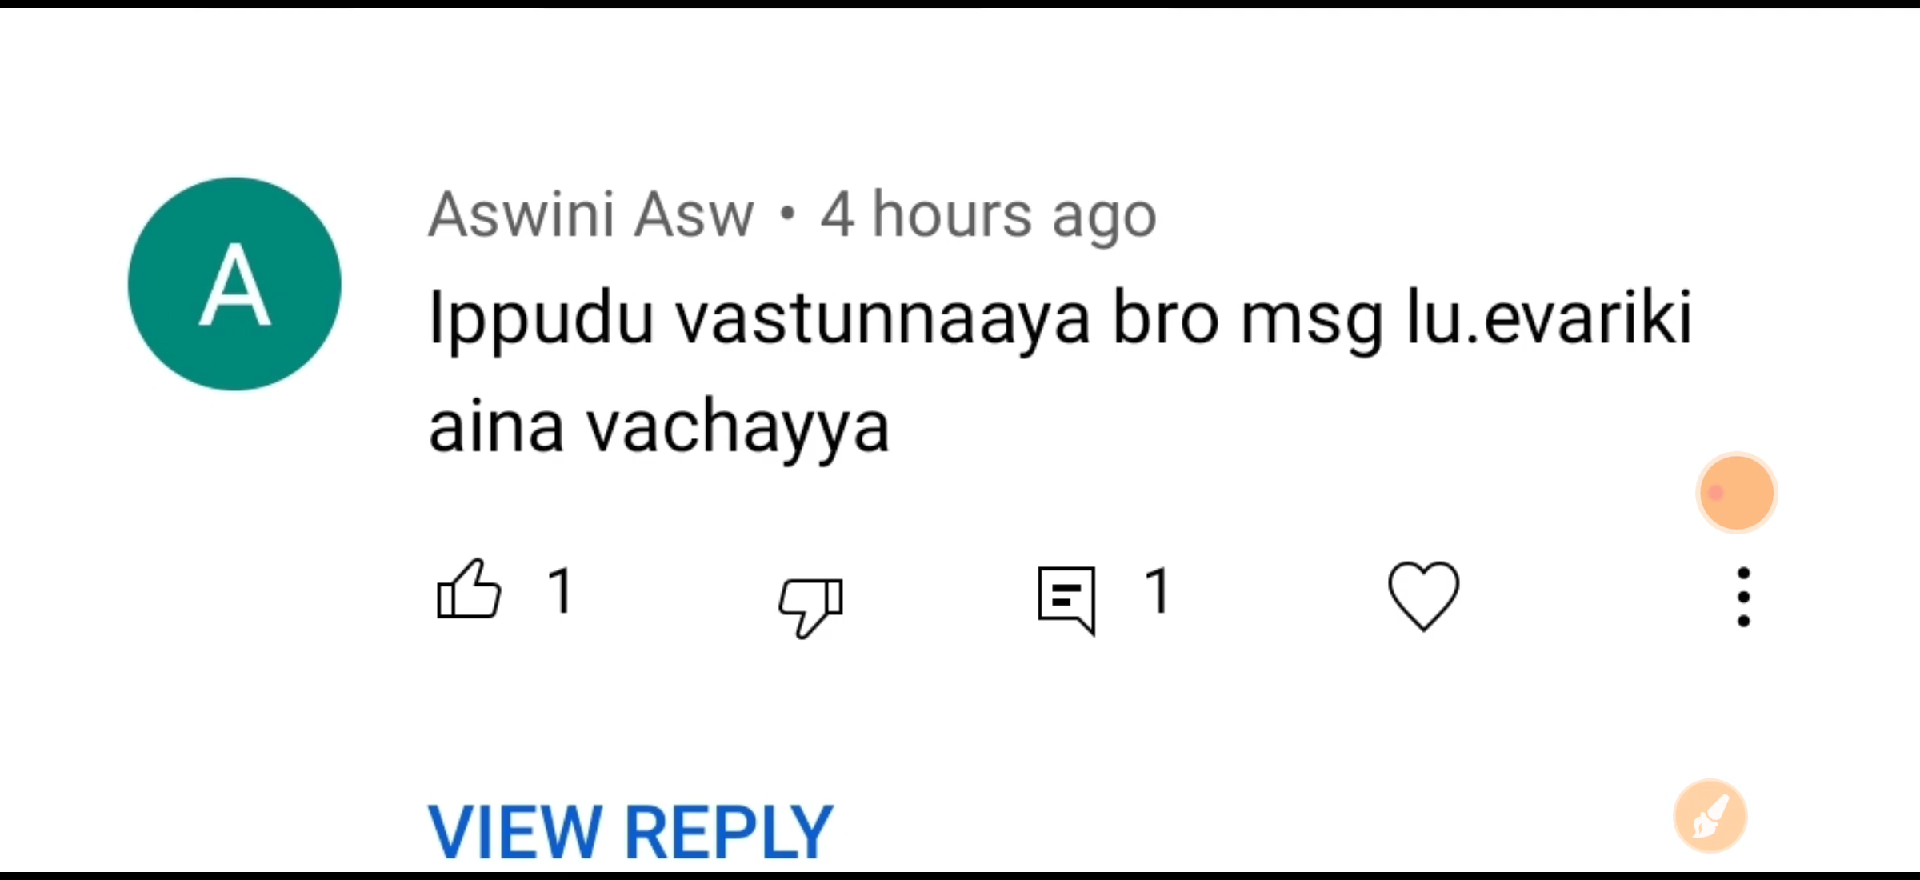 A
Aswini Asw • 4 hours ago
Ippudu vastunnaaya bro msg lu.evariki
aina vachayya
1 1
VIEW REPLY